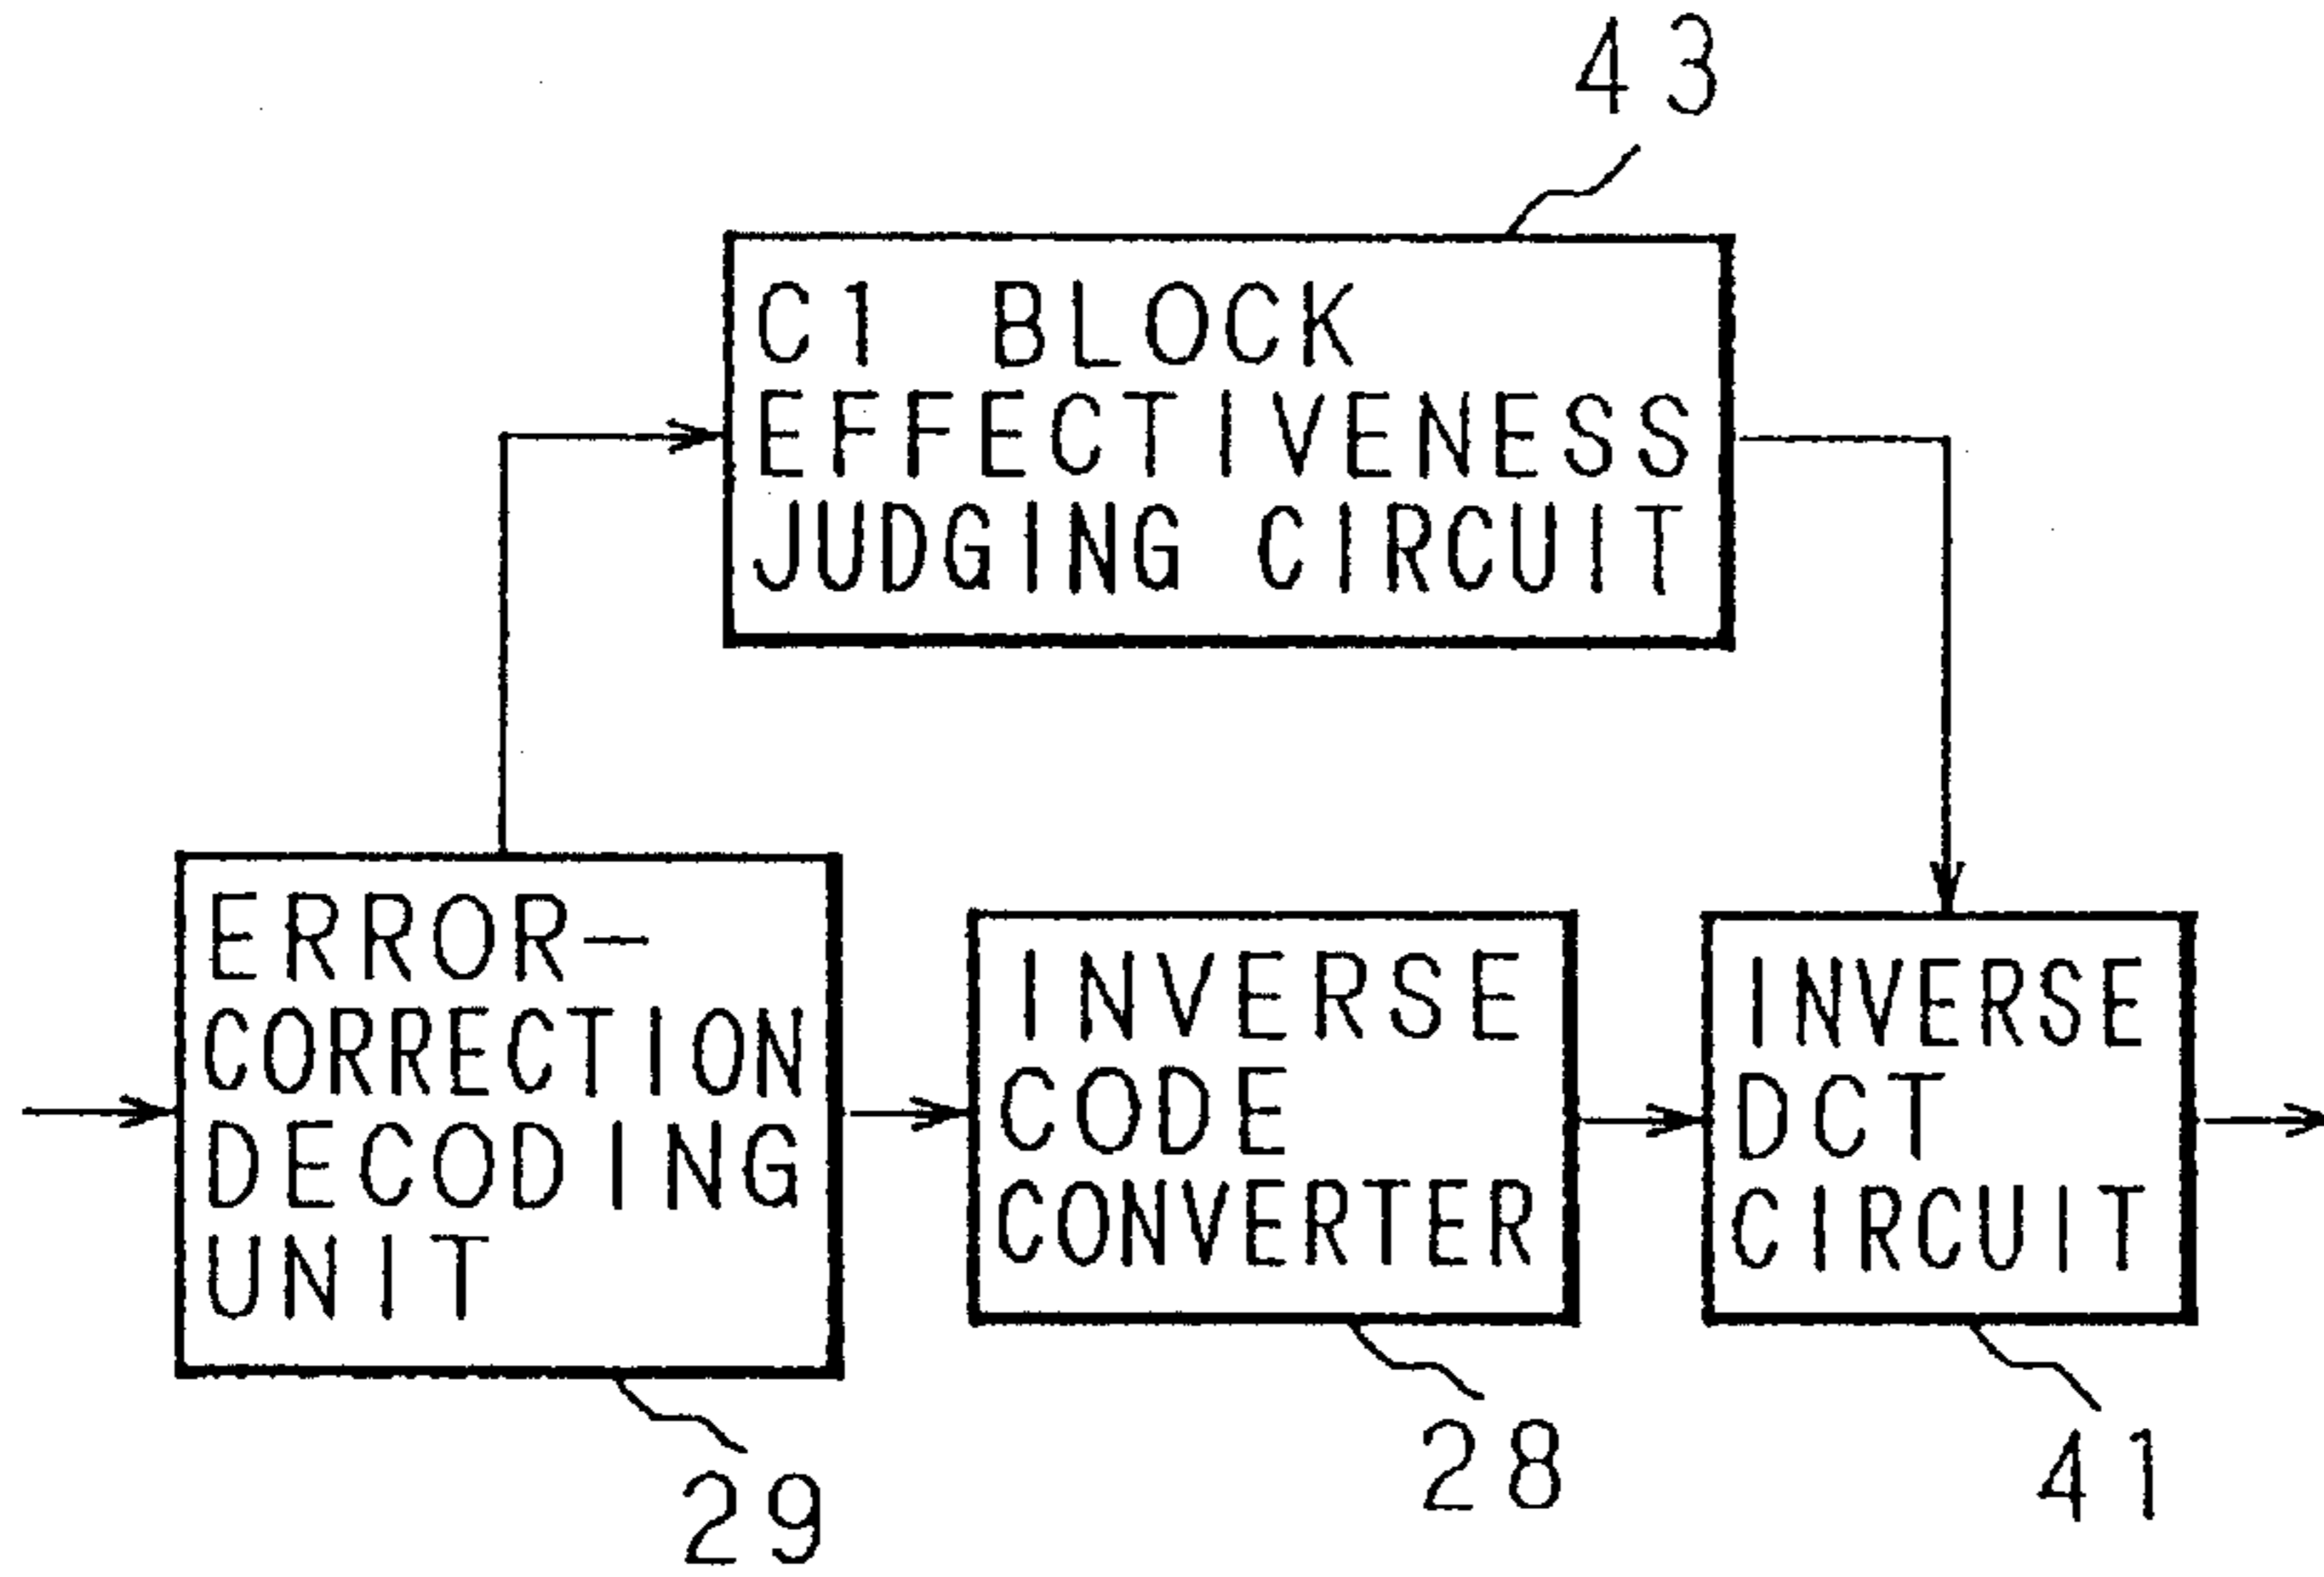 43
C1 BLOCK
EFFECTIVENESS
JUDGING CIRCUIT
ERROR-
CORRECTION
DECODING
UNIT
INVERSE
CODE
CONVERTER
INVERSE
DCT
CIRCUIT
29
28
41